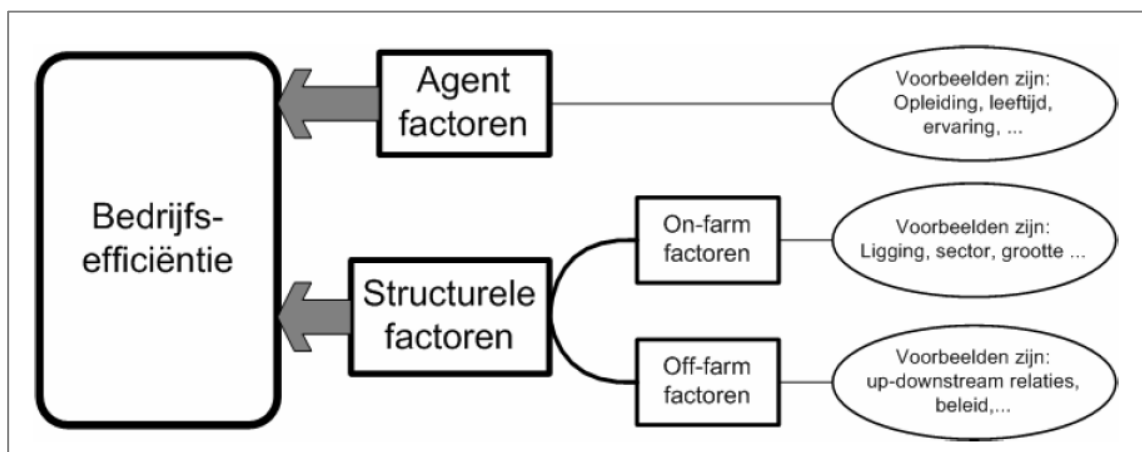 Bedrijfs-
efficiëntie
Agent
factoren
Voorbeelden zijn:
Opleiding, leeftijd,
ervaring, ...
Structurele
factoren
On-farm
factoren
Voorbeelden zijn:
Ligging, sector, grootte ...
Off-farm
factoren
Voorbeelden zijn:
up-downstream relaties,
beleid,...